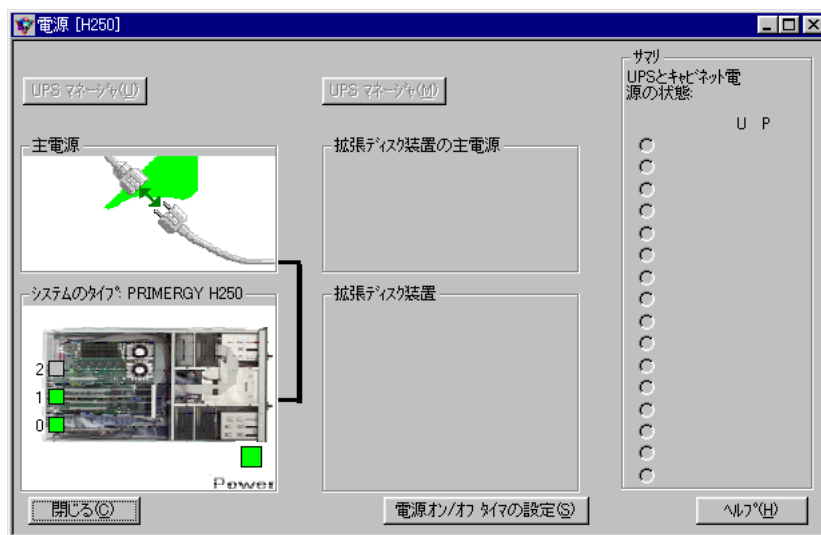 電源 [H250]
UPS マネージャ(U)
UPS マネージャ(M)
サマリ
UPSとキャビネット電
源の状態:
U P
主電源
拡張ディスク装置の主電源
システムのタイプ: PRIMERGY H250
拡張ディスク装置
2
1
0
Power
閉じる(C)
電源オン/オフ タイマの設定(S)
ヘルプ(H)